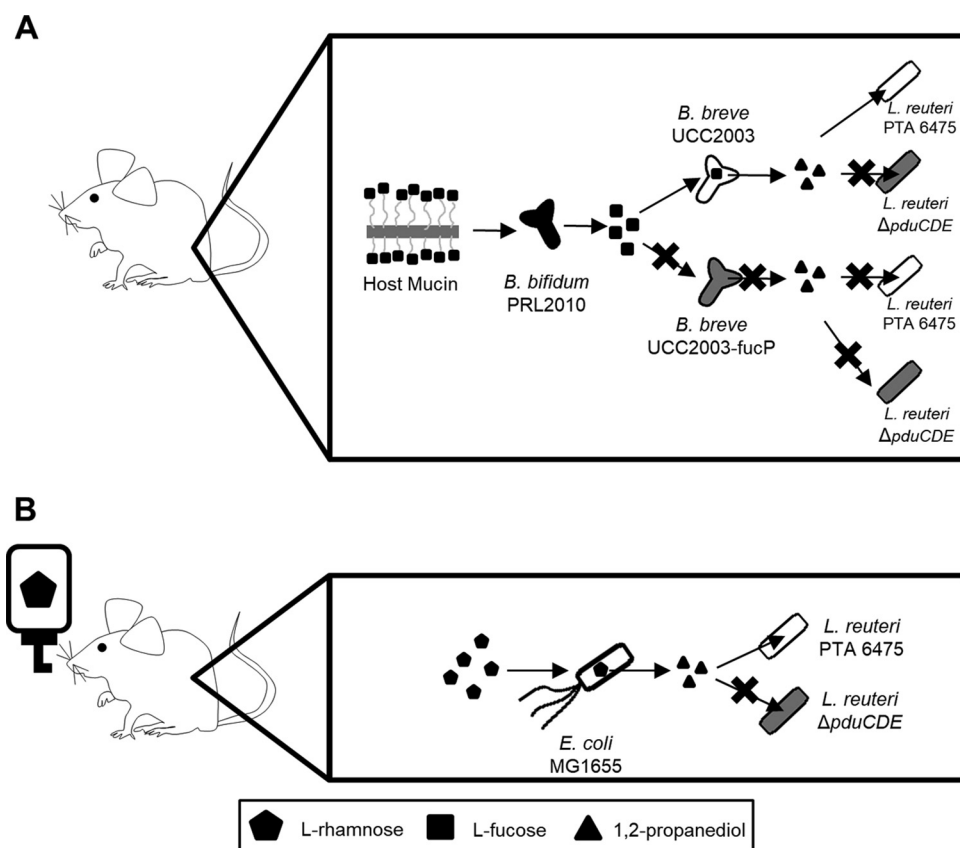 A
B. breve
UCC2003
L. reuteri
PTA 6475
L. reuteri
ΔpduCDE
Host Mucin
B. bifidum
PRL2010
B. breve
UCC2003-fucP
L. reuteri
PTA 6475
L. reuteri
ΔpduCDE
B
L. reuteri
PTA 6475
L. reuteri
ΔpduCDE
E. coli
MG1655
L-rhamnose L-fucose 1,2-propanediol